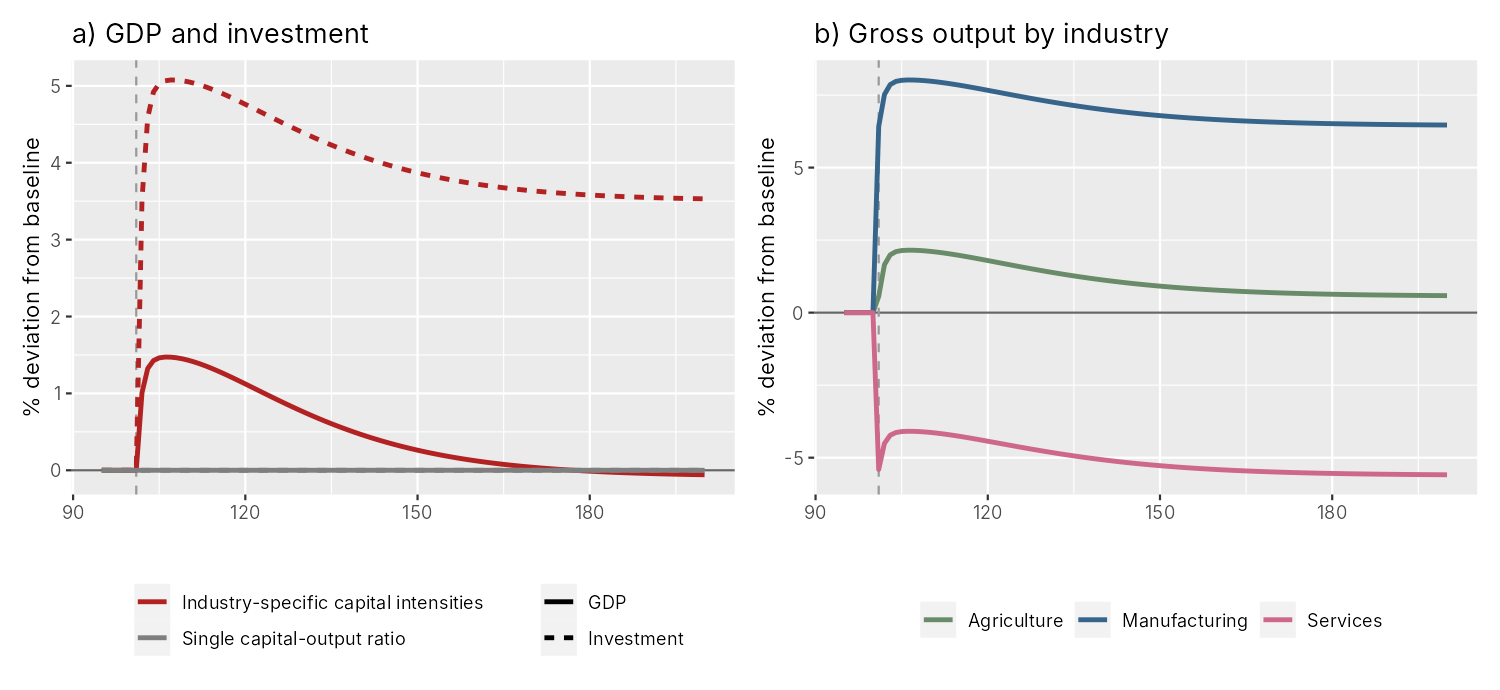 a) GDP and investment
% deviation from baseline
5
4
3
2
1
0
90 120 150 180
Industry-specific capital intensities
Single capital-output ratio
GDP
Investment
b) Gross output by industry
% deviation from baseline
5
0
-5
90 120 150 180
Agriculture Manufacturing Services